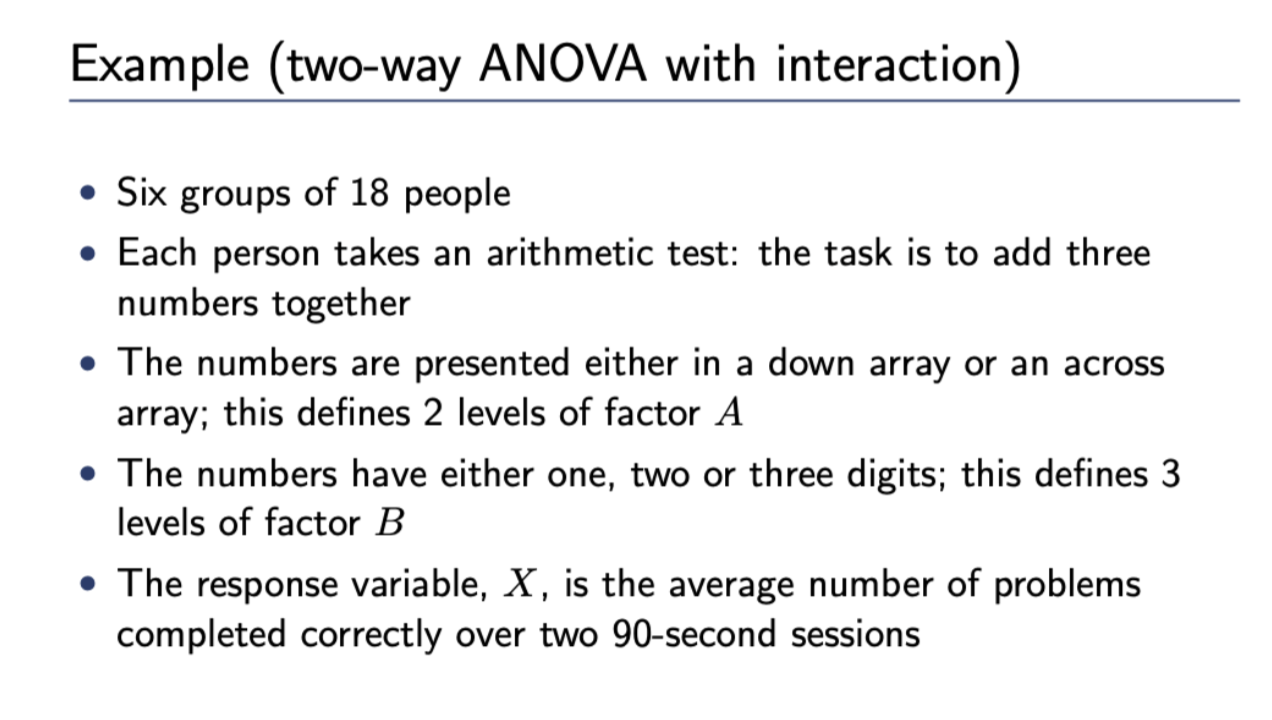 Example (two-way ANOVA with interaction)
• Six groups of 18 people
• Each person takes an arithmetic test: the task is to add three
numbers together
• The numbers are presented either in a down array or an across
array; this defines 2 levels of factor A
• The numbers have either one, two or three digits; this defines 3
levels of factor B
• The response variable, X, is the average number of problems
completed correctly over two 90-second sessions